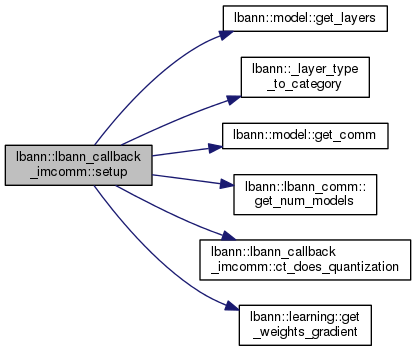 lbann::model::get_layers
lbann::_layer_type
_to_category
lbann::lbann_callback
_imcomm::setup
lbann::model::get_comm
lbann::lbann_comm::
get_num_models
lbann::lbann_callback
_imcomm::ct_does_quantization
lbann::learning::get
_weights_gradient